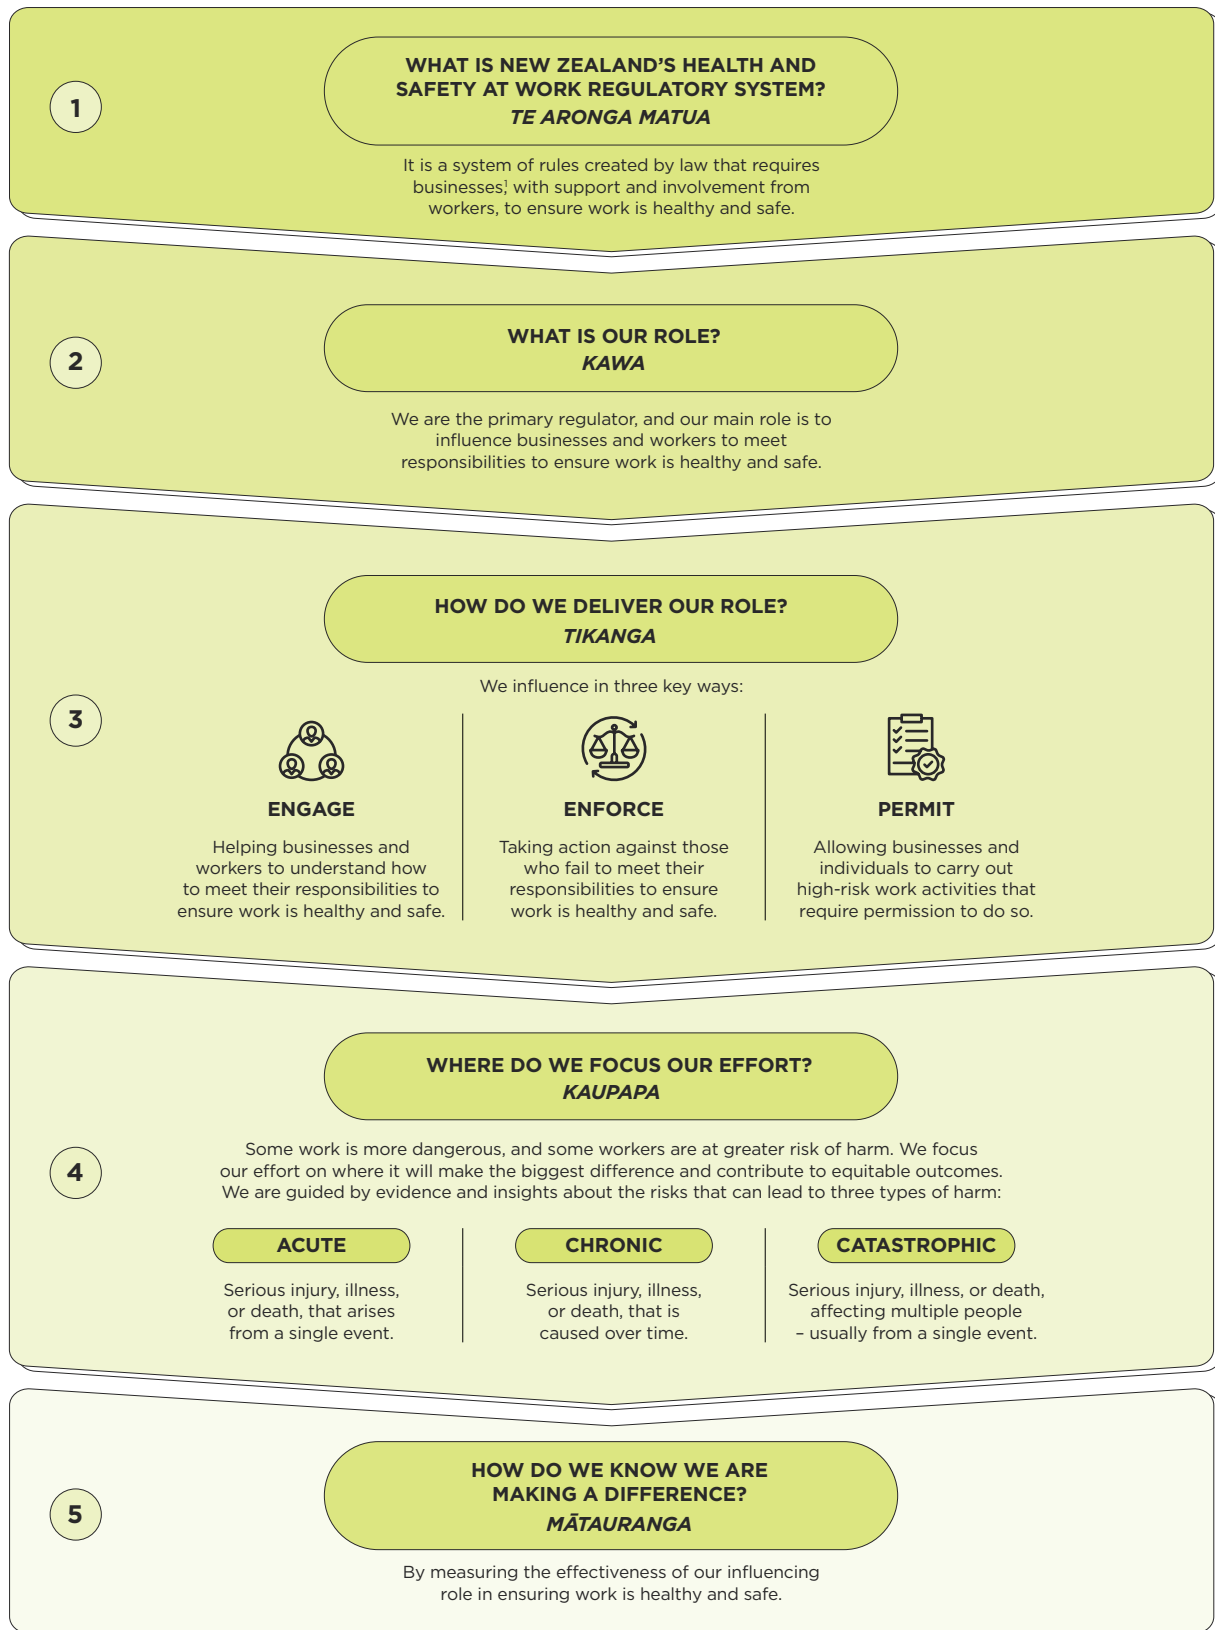 1
WHAT IS NEW ZEALAND'S HEALTH AND
SAFETY AT WORK REGULATORY SYSTEM?
TE ARONGA MATUA
It is a system of rules created by law that requires
businesses,¹ with support and involvement from
workers, to ensure work is healthy and safe.
2
WHAT IS OUR ROLE?
KAWA
We are the primary regulator, and our main role is to
influence businesses and workers to meet
responsibilities to ensure work is healthy and safe.
3
HOW DO WE DELIVER OUR ROLE?
TIKANGA
We influence in three key ways:
ENGAGE
Helping businesses and
workers to understand how
to meet their responsibilities to
ensure work is healthy and safe.
ENFORCE
Taking action against those
who fail to meet their
responsibilities to ensure
work is healthy and safe.
PERMIT
Allowing businesses and
individuals to carry out
high-risk work activities that
require permission to do so.
4
WHERE DO WE FOCUS OUR EFFORT?
KAUPAPA
Some work is more dangerous, and some workers are at greater risk of harm. We focus
our effort on where it will make the biggest difference and contribute to equitable outcomes.
We are guided by evidence and insights about the risks that can lead to three types of harm:
ACUTE
Serious injury, illness,
or death, that arises
from a single event.
CHRONIC
Serious injury, illness,
or death, that is
caused over time.
CATASTROPHIC
Serious injury, illness, or death,
affecting multiple people
– usually from a single event.
5
HOW DO WE KNOW WE ARE
MAKING A DIFFERENCE?
MĀTAURANGA
By measuring the effectiveness of our influencing
role in ensuring work is healthy and safe.